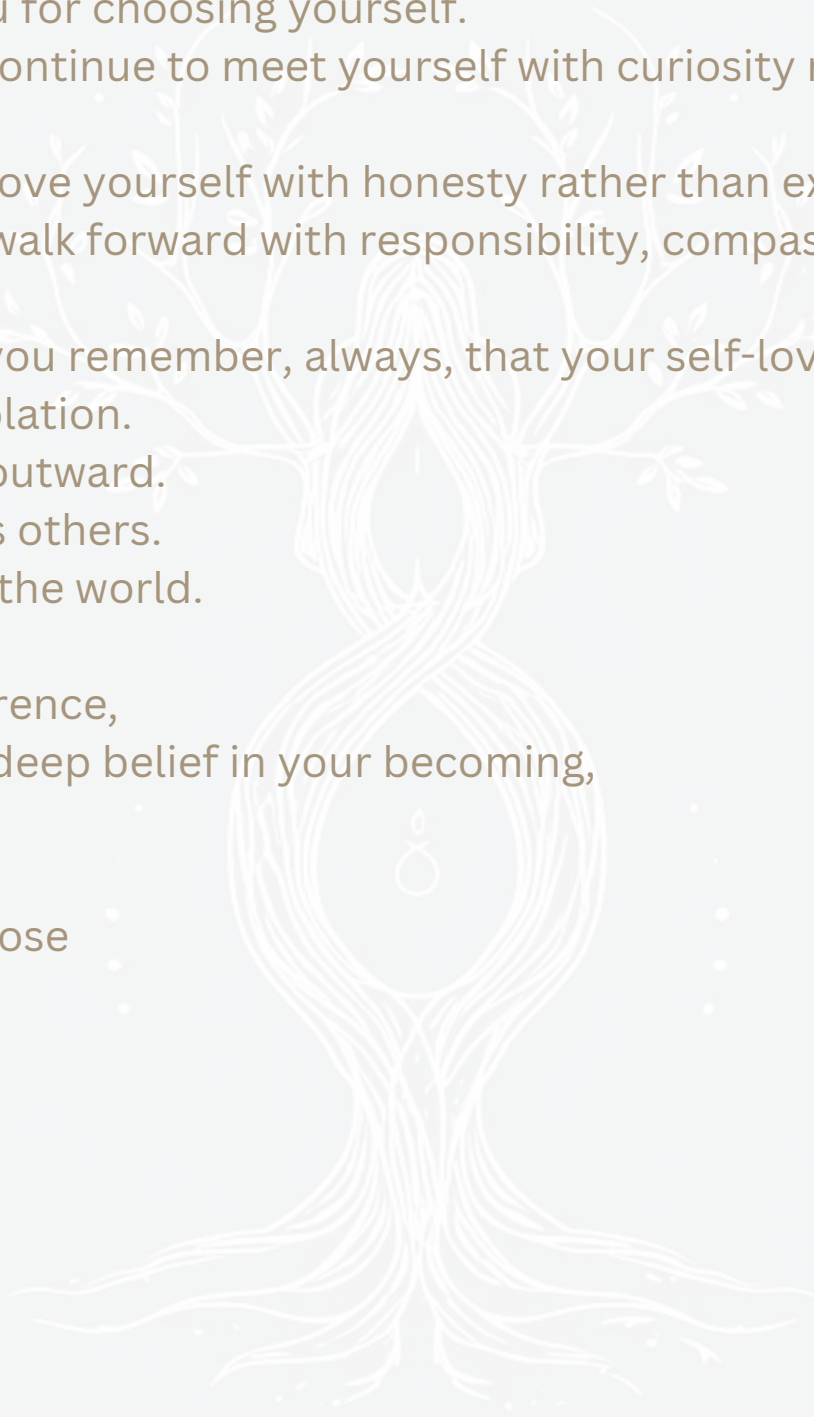 for choosing yourself.
ontinue to meet yourself with curiosity
ove yourself with honesty rather than ex
walk forward with responsibility, compas
you remember, always, that your self-lov
lation.
outward.
s others.
the world.
rence,
deep belief in your becoming,
ose